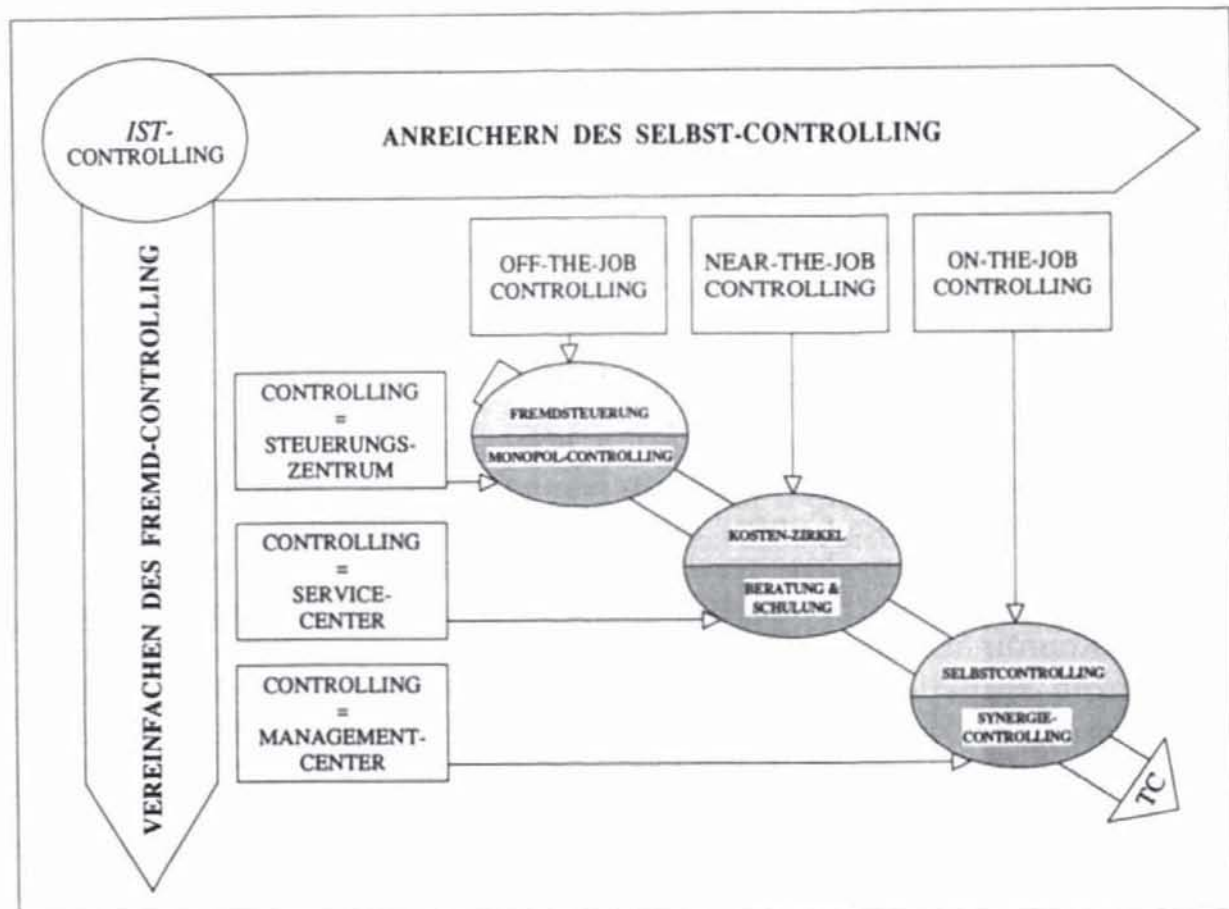 IST-
CONTROLLING
ANREICHERN DES SELBST-CONTROLLING
VEREINFACHEN DES FREMD-CONTROLLING
OFF-THE-JOB
CONTROLLING
NEAR-THE-JOB
CONTROLLING
ON-THE-JOB
CONTROLLING
CONTROLLING
=
STEUERUNGS-
ZENTRUM
FREMDSTEUERUNG
MONOPOL-CONTROLLING
CONTROLLING
=
SERVICE-
CENTER
KOSTEN-ZIRKEL
BERATUNG &
SCHULUNG
CONTROLLING
=
MANAGEMENT-
CENTER
SELBSTCONTROLLING
SYNERGIE-
CONTROLLING
TC